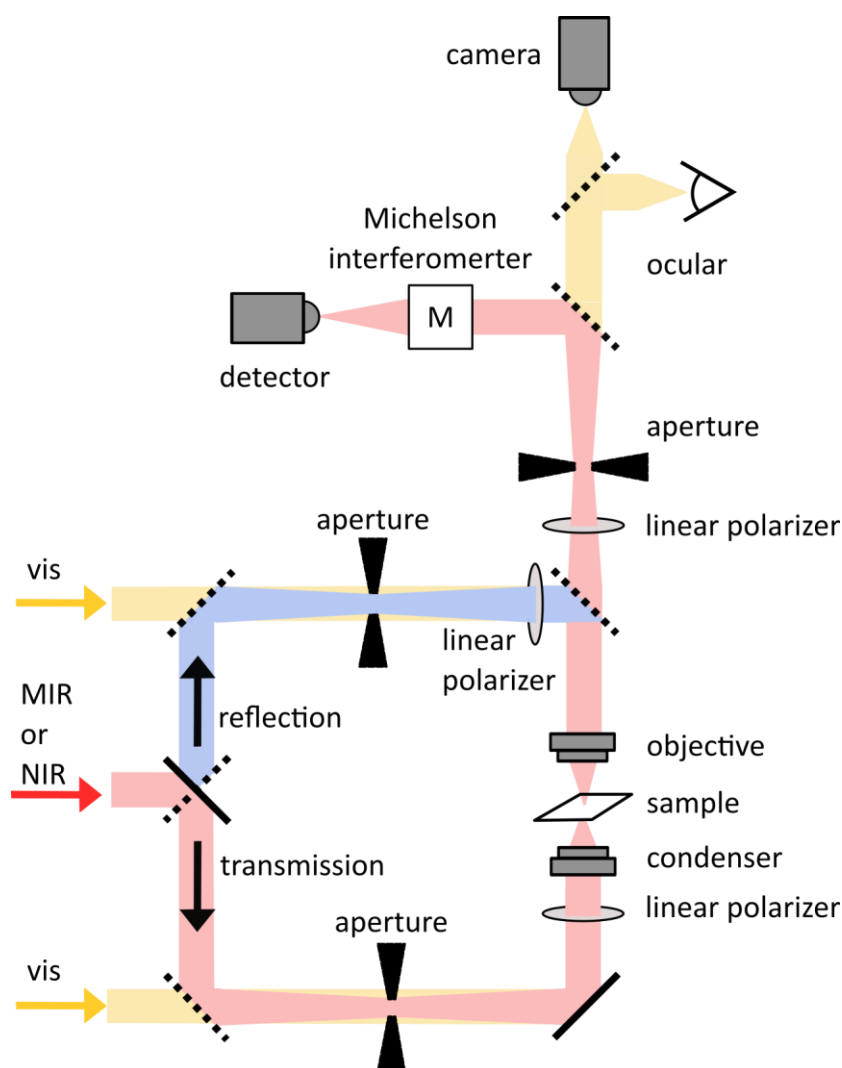 camera
Michelson
interferomerter
ocular
M
detector
aperture
aperture
linear polarizer
vis
linear
polarizer
MIR
or
NIR
reflection
objective
sample
transmission
condenser
linear polarizer
aperture
vis